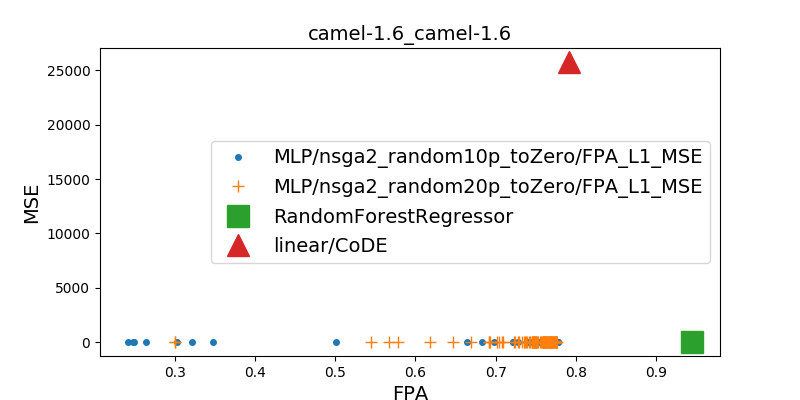 camel-1.6_camel-1.6
25000
20000
15000
10000
5000
0
MSE
MLP/nsga2_random10p_toZero/FPA_L1_MSE
MLP/nsga2_random20p_toZero/FPA_L1_MSE
RandomForestRegressor
linear/CoDE
0.3 0.4 0.5 0.6 0.7 0.8 0.9
FPA